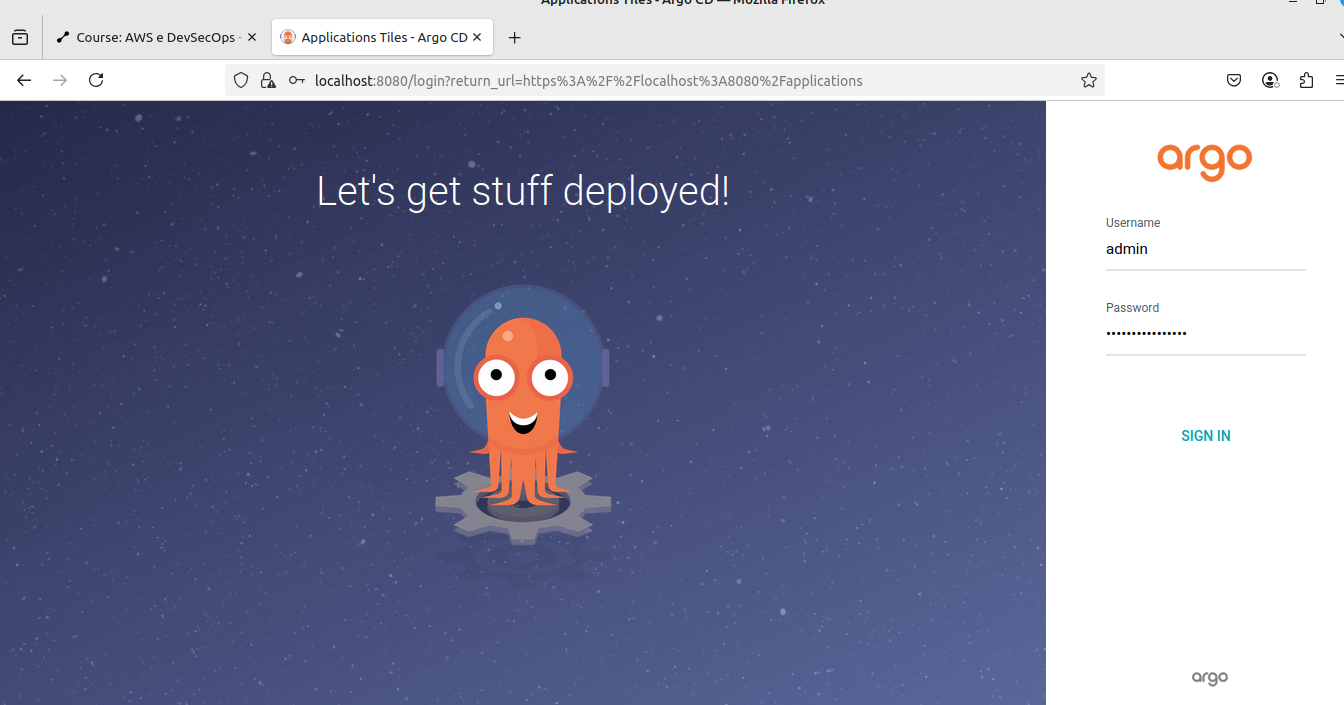 Applications Tiles - Argo CD — Mozilla Firefox
Course: AWS e DevSecOps -
Applications Tiles - Argo CD
localhost:8080/login?return_url=https%3A%2F%2Flocalhost%3A8080%2Fapplications
Let's get stuff deployed!
argo
Username
admin
Password
••••••••••••••••
SIGN IN
argo